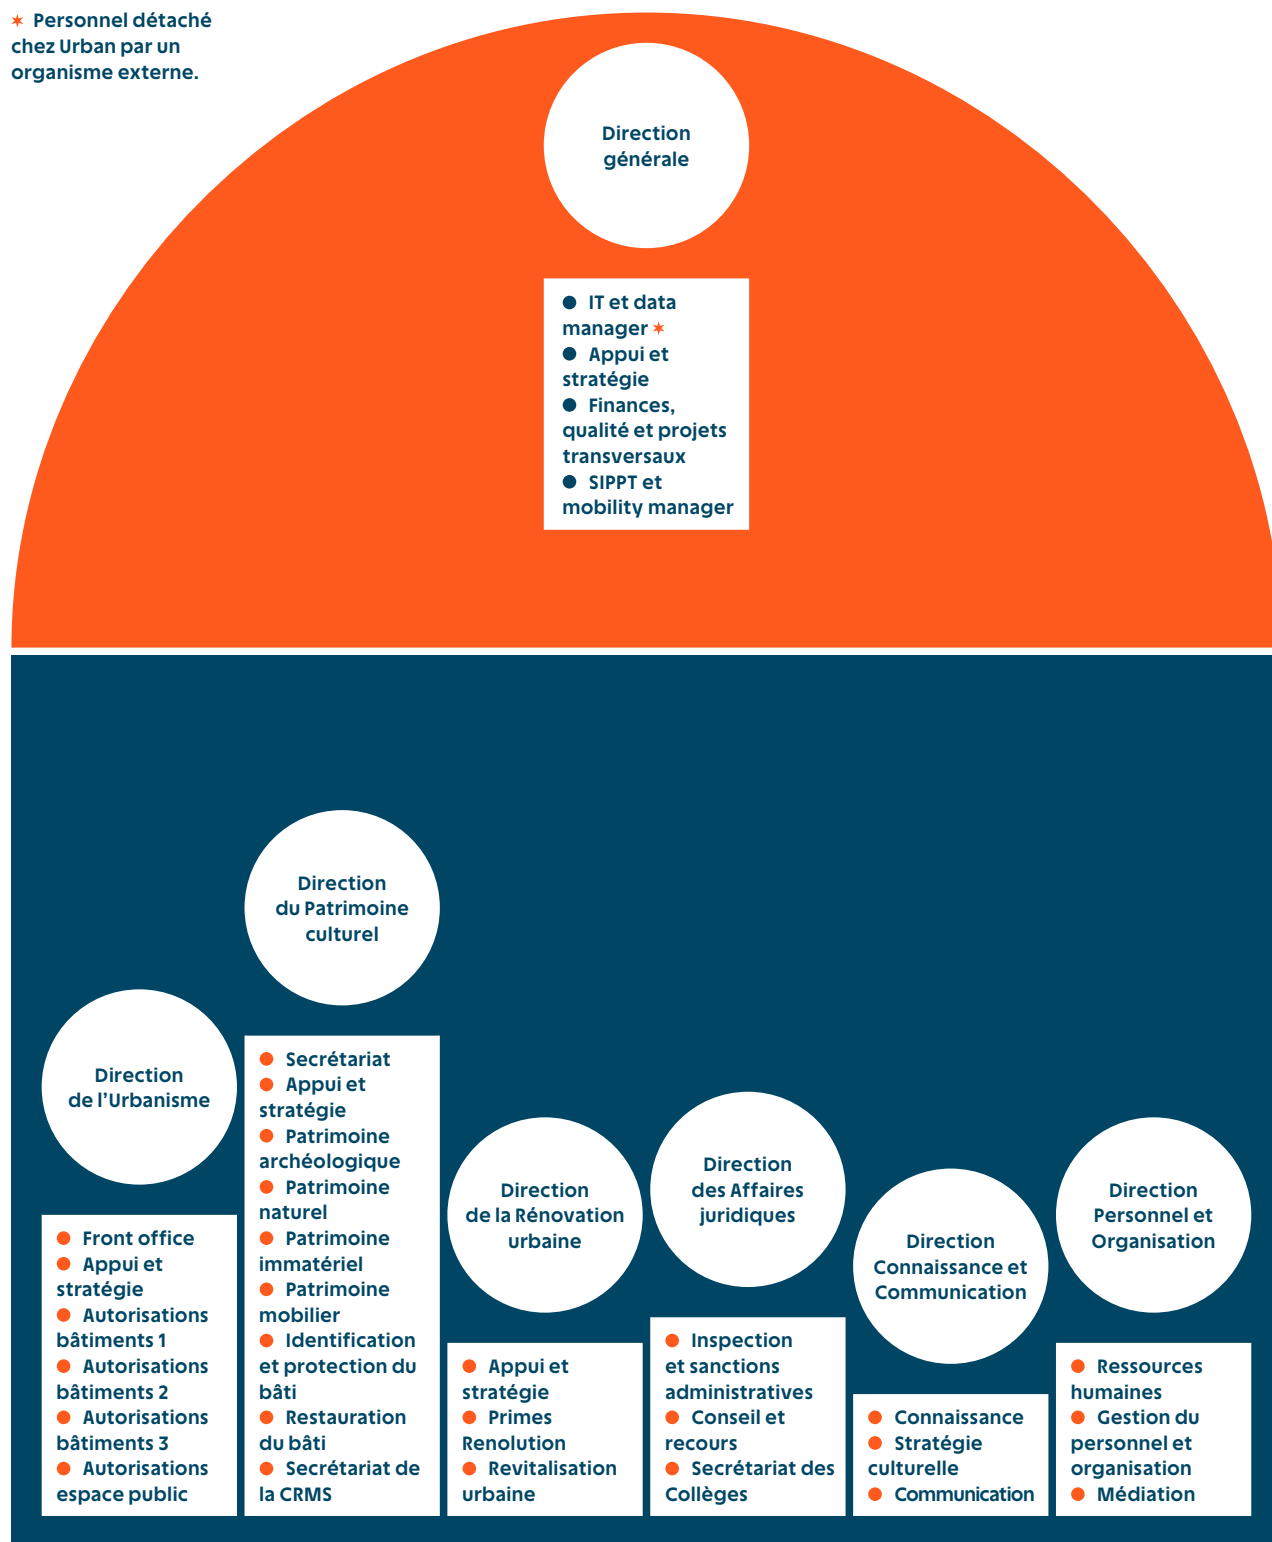 ✶ Personnel détaché
chez Urban par un
organisme externe.
Direction
générale
● IT et data
manager ✶
● Appui et
stratégie
● Finances,
qualité et projets
transversaux
● SIPPT et
mobility manager
Direction
de l'Urbanisme
● Front office
● Appui et
stratégie
● Autorisations
bâtiments 1
● Autorisations
bâtiments 2
● Autorisations
bâtiments 3
● Autorisations
espace public
Direction
du Patrimoine
culturel
● Secrétariat
● Appui et
stratégie
● Patrimoine
archéologique
● Patrimoine
naturel
● Patrimoine
immatériel
● Patrimoine
mobilier
● Identification
et protection du
bâti
● Restauration
du bâti
● Secrétariat de
la CRMS
Direction
de la Rénovation
urbaine
● Appui et
stratégie
● Primes
Renolution
● Revitalisation
urbaine
Direction
des Affaires
juridiques
● Inspection
et sanctions
administratives
● Conseil et
recours
● Secrétariat des
Collèges
Direction
Connaissance et
Communication
● Connaissance
● Stratégie
culturelle
● Communication
Direction
Personnel et
Organisation
● Ressources
humaines
● Gestion du
personnel et
organisation
● Médiation